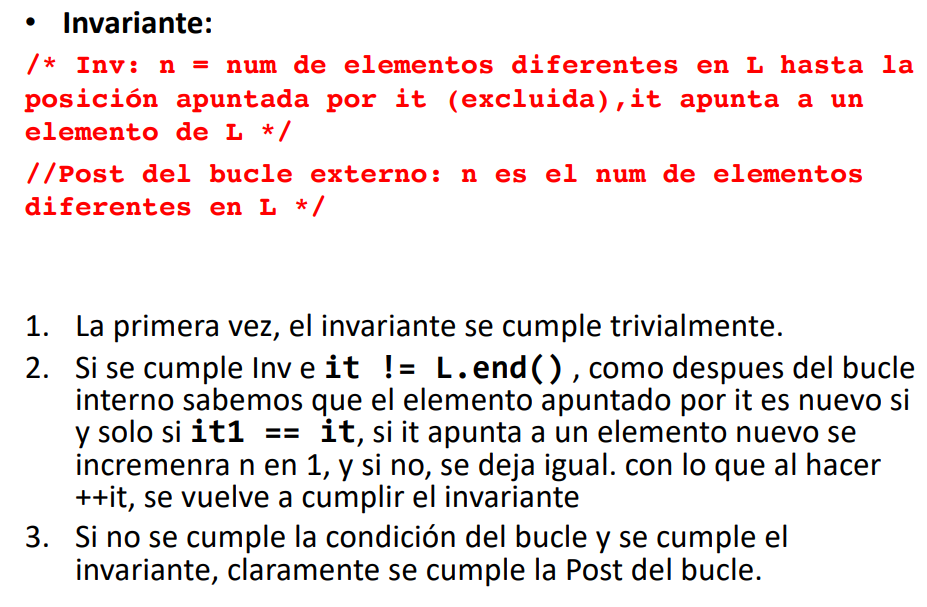 • Invariante:
/* Inv: n = num de elementos diferentes en L hasta la
posición apuntada por it (excluida),it apunta a un
elemento de L */
//Post del bucle externo: n es el num de elementos
diferentes en L */
1. La primera vez, el invariante se cumple trivialmente.
2. Si se cumple Inv e it != L.end() , como despues del bucle
interno sabemos que el elemento apuntado por it es nuevo si
y solo si it1 == it, si it apunta a un elemento nuevo se
incremenra n en 1, y si no, se deja igual. con lo que al hacer
++it, se vuelve a cumplir el invariante
3. Si no se cumple la condición del bucle y se cumple el
invariante, claramente se cumple la Post del bucle.